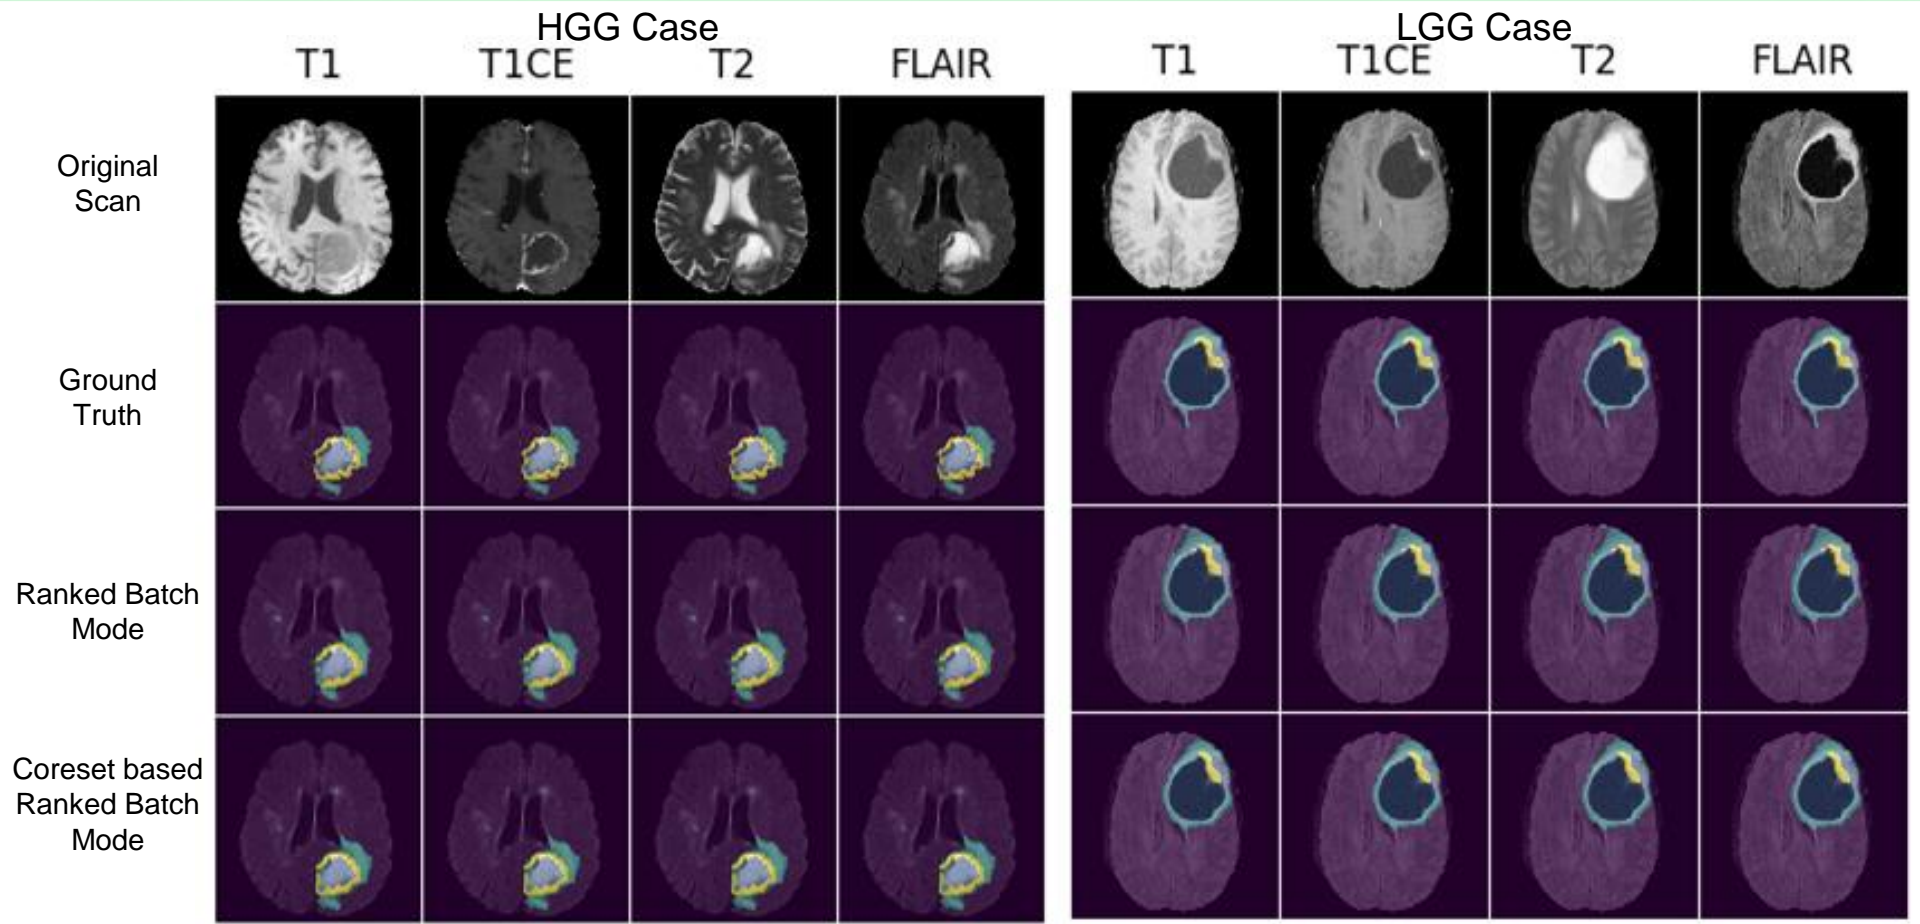 HGG Case
LGG Case
T1
T1CE
T2
FLAIR
T1
T1CE
T2
FLAIR
Original
Scan
Ground
Truth
Ranked Batch
Mode
Coreset based
Ranked Batch
Mode